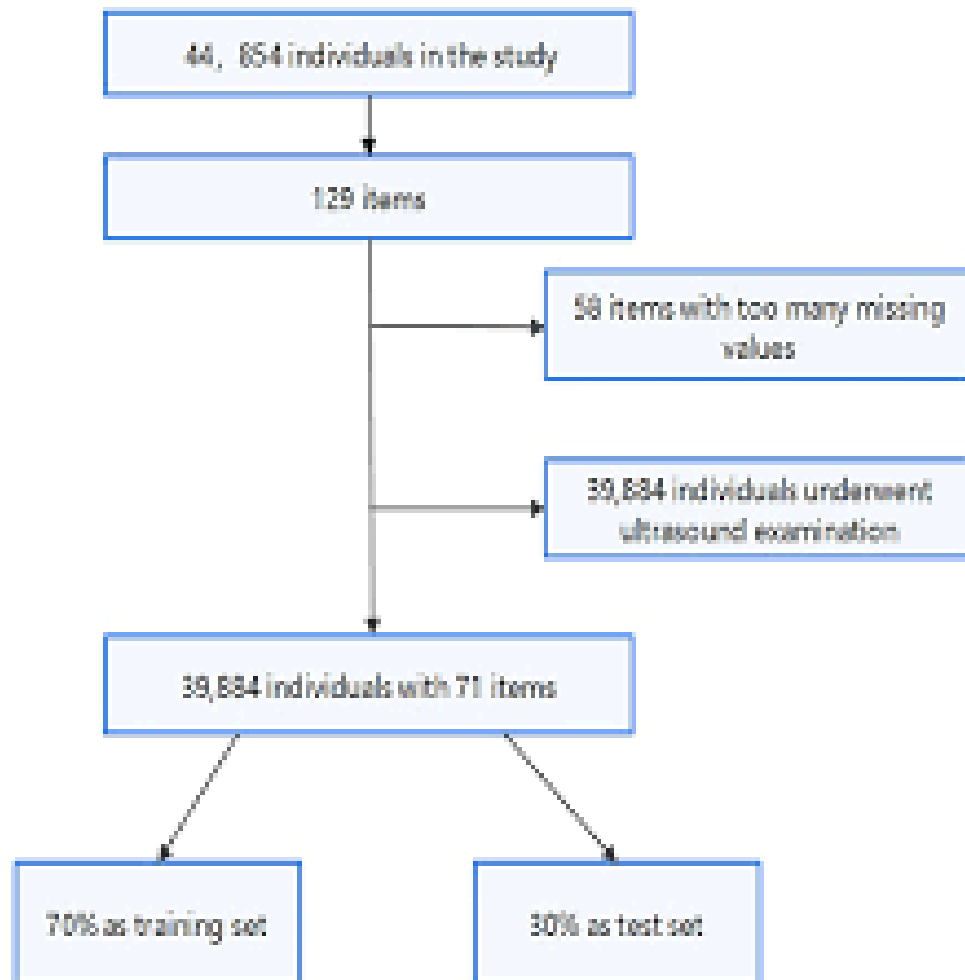 44, 854 individuals in the study
129 items
58 items with too many missing
values
39,884 individuals underwent
ultrasound examination
39,884 individuals with 71 items
70% as training set
30% as test set